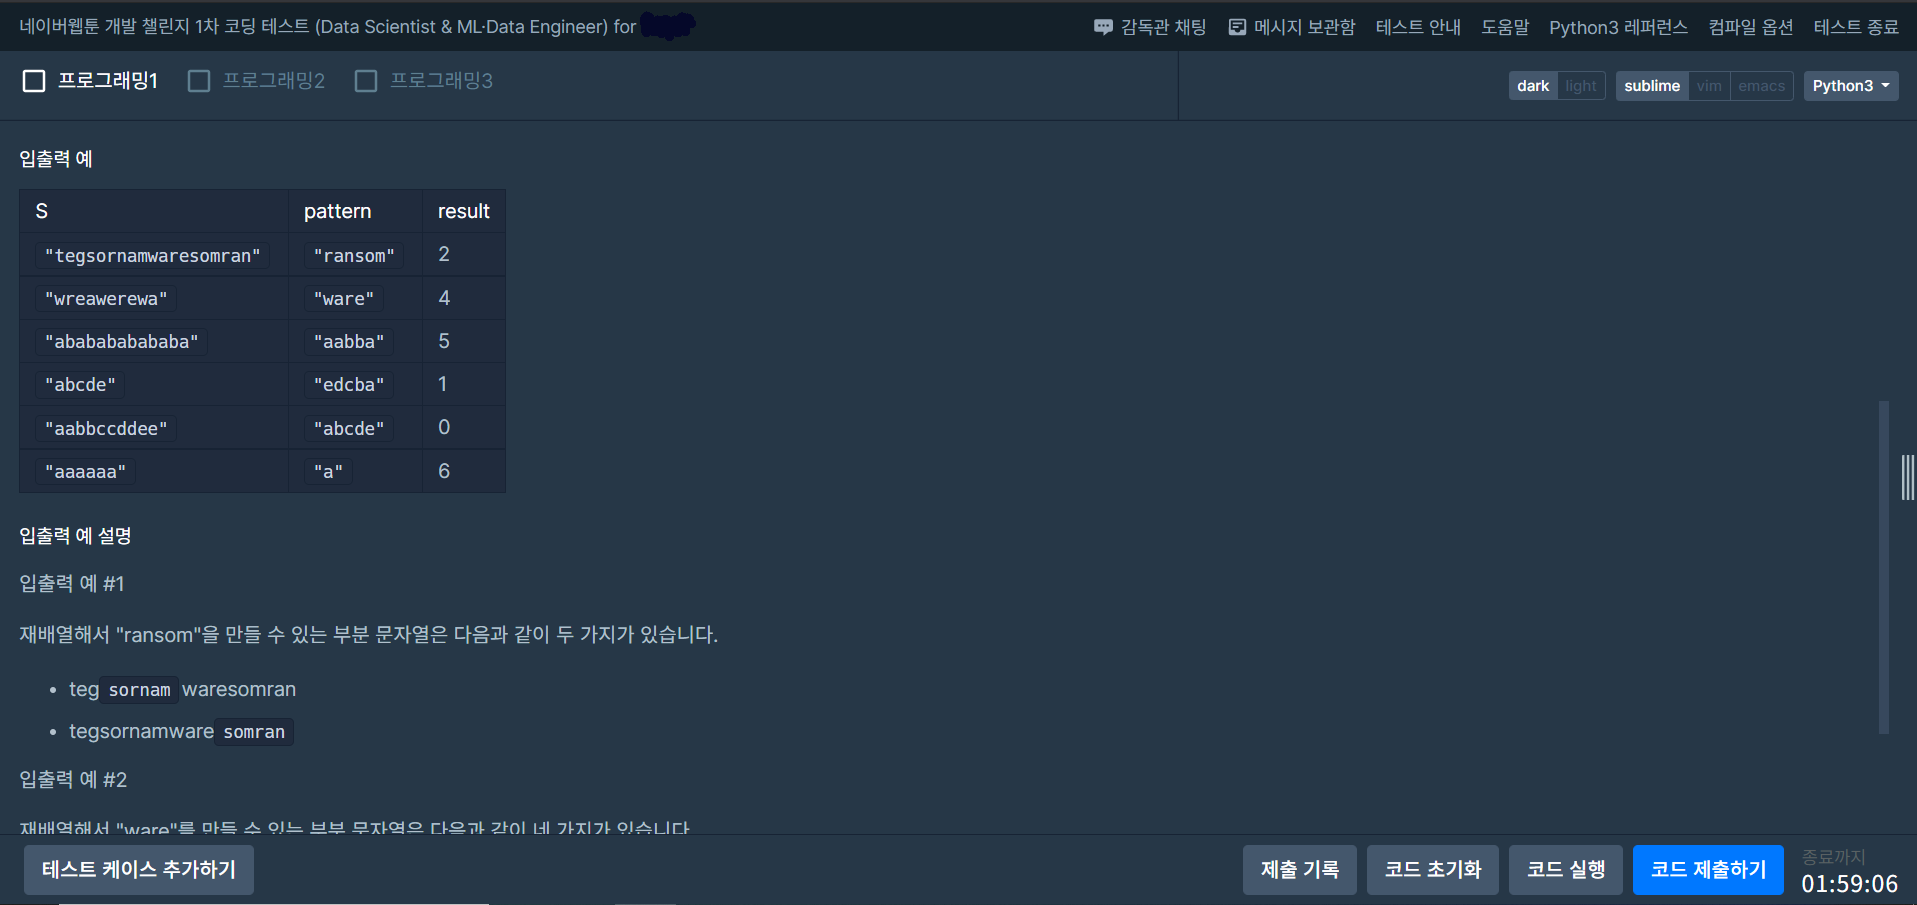 네이버웹툰 개발 챌린지 1차 코딩 테스트 (Data Scientist & ML·Data Engineer) for
감독관 채팅 메시지 보관함 테스트 안내 도움말 Python3 레퍼런스 컴파일 옵션 테스트 종료
프로그래밍1 프로그래밍2 프로그래밍3
dark light sublime vim emacs Python3
입출력 예
S pattern result
"tegsornamwaresomran" "ransom" 2
"wreawerewa" "ware" 4
"ababababababa" "aabba" 5
"abcde" "edcba" 1
"aabbccddee" "abcde" 0
"aaaaaa" "a" 6
입출력 예 설명
입출력 예 #1
재배열해서 "ransom"을 만들 수 있는 부분 문자열은 다음과 같이 두 가지가 있습니다.
• teg sornam waresomran
• tegsornamware somran
입출력 예 #2
재배열해서 "ware"를 만들 수 있는 부분 문자열은 다음과 같이 네 가지가 있습니다
테스트 케이스 추가하기 제출 기록 코드 초기화 코드 실행 코드 제출하기
종료까지
01:59:06